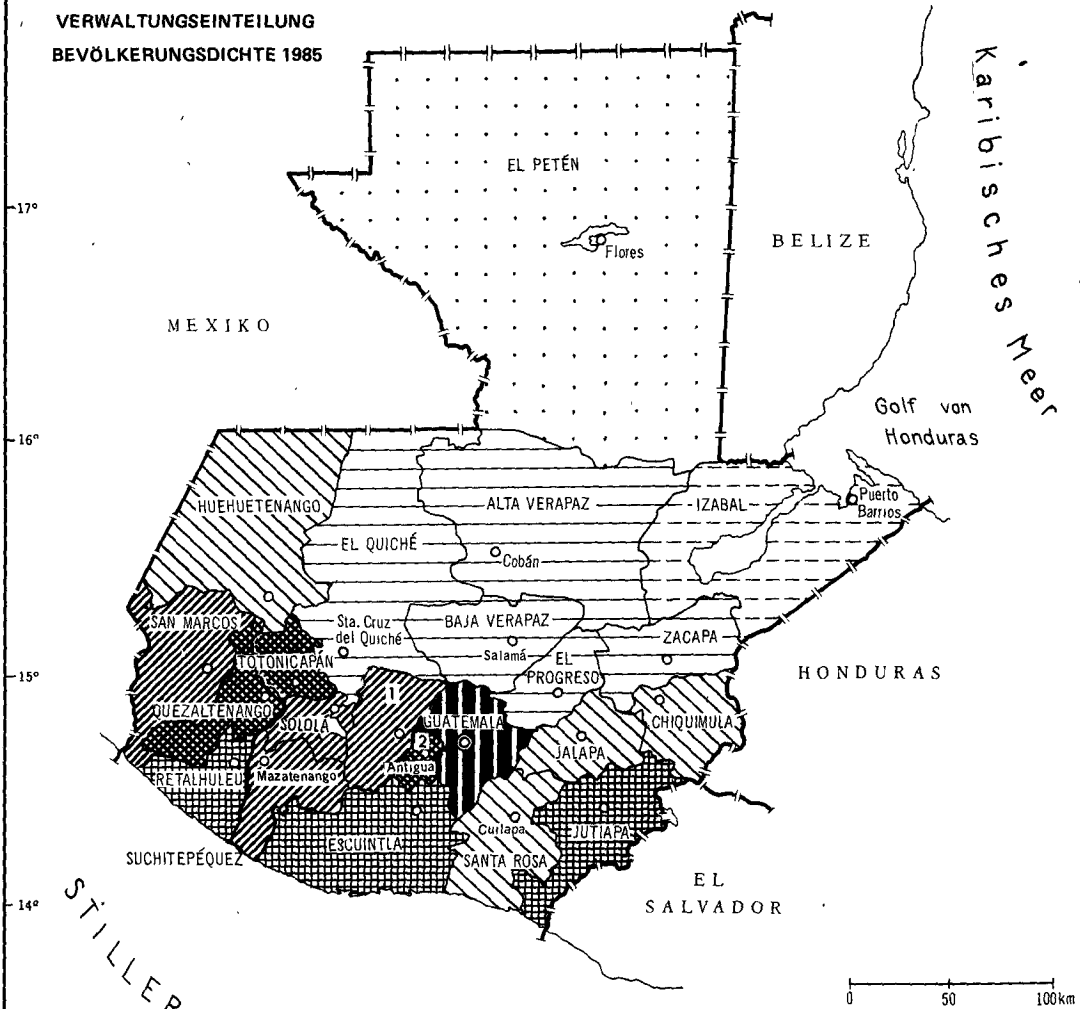 VERWALTUNGSEINTEILUNG
BEVÖLKERUNGSDICHTE 1985
Karibisches Meer
EL PETÉN
17°
Flores
BELIZE
MEXIKO
Golf von
Honduras
16°
HUEHUETENANGO
ALTA VERAPAZ
IZABAL
Puerto
Barrios
EL QUICHÉ
Cobán
SAN MARCOS
Sta. Cruz
del Quiché
BAJA VERAPAZ
ZACAPA
TOTONICAPÁN
Salamá
EL
PROGRESO
15°
HONDURAS
1
QUEZALTENANGO
SOLOLÁ
GUATEMALA
CHIQUIMULA
2
JALAPA
RETALHULEU
Mazatenango
Antigua
Cuilapa
JUTIAPA
ESCUINTLA
SUCHITEPÉQUEZ
SANTA ROSA
EL
SALVADOR
14°
STILLER
0 50 100km